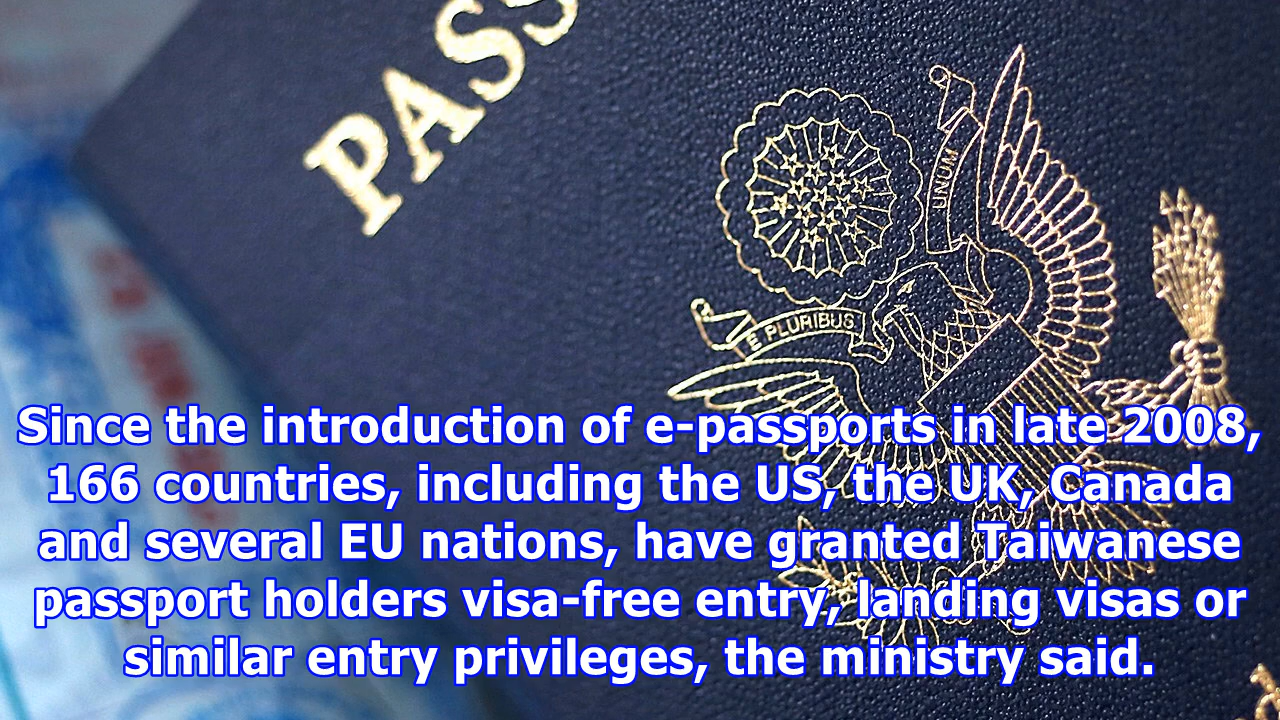 PASS
UNUM
E PLURIBUS
Since the introduction of e-passports in late 2008,
166 countries, including the US, the UK, Canada
and several EU nations, have granted Taiwanese
passport holders visa-free entry, landing visas or
similar entry privileges, the ministry said.